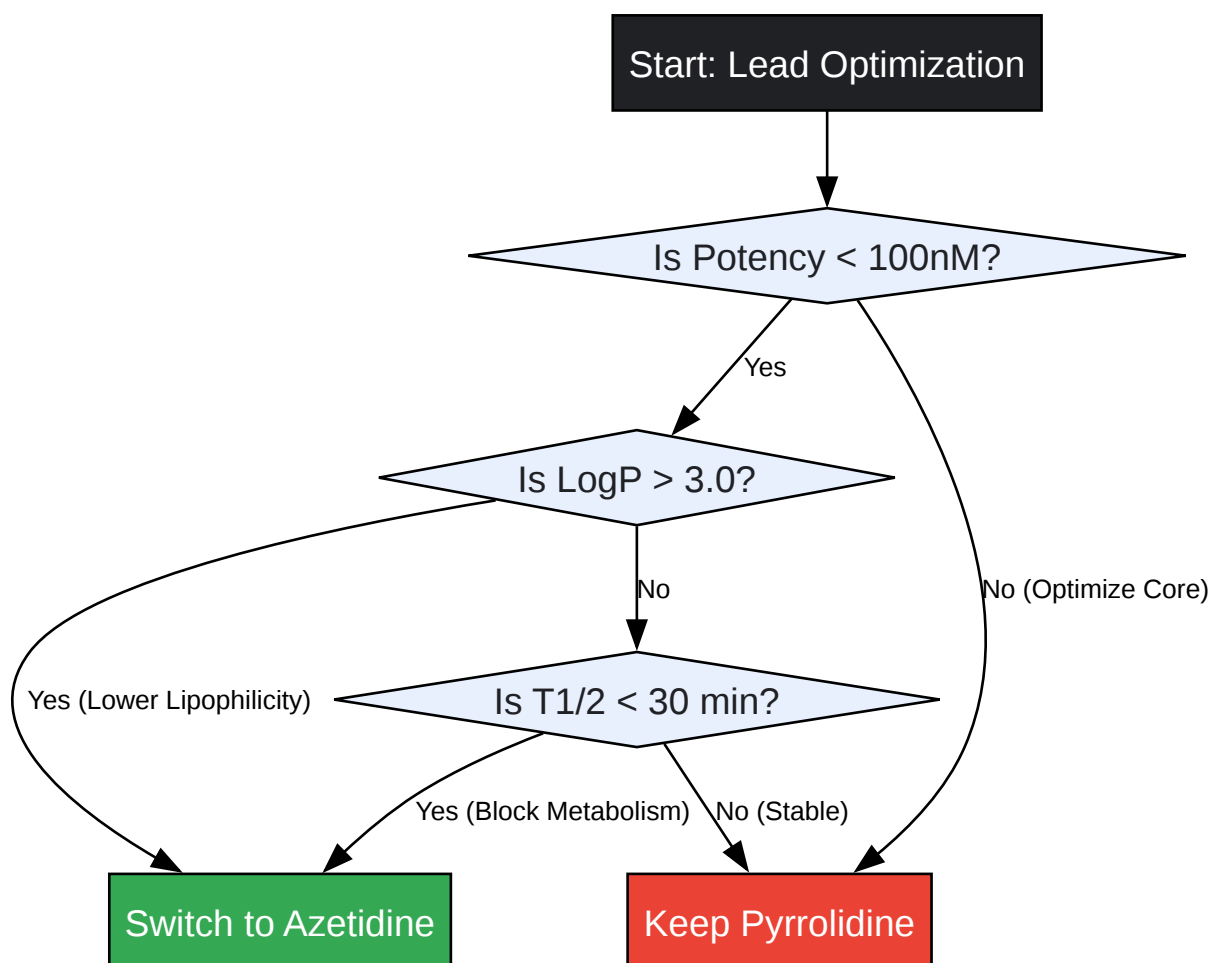 Start: Lead Optimization
Is Potency < 100nM?
Yes
Is LogP > 3.0?
No
No (Optimize Core)
Yes (Lower Lipophilicity)
Is T1/2 < 30 min?
Yes (Block Metabolism)
No (Stable)
Switch to Azetidine
Keep Pyrrolidine